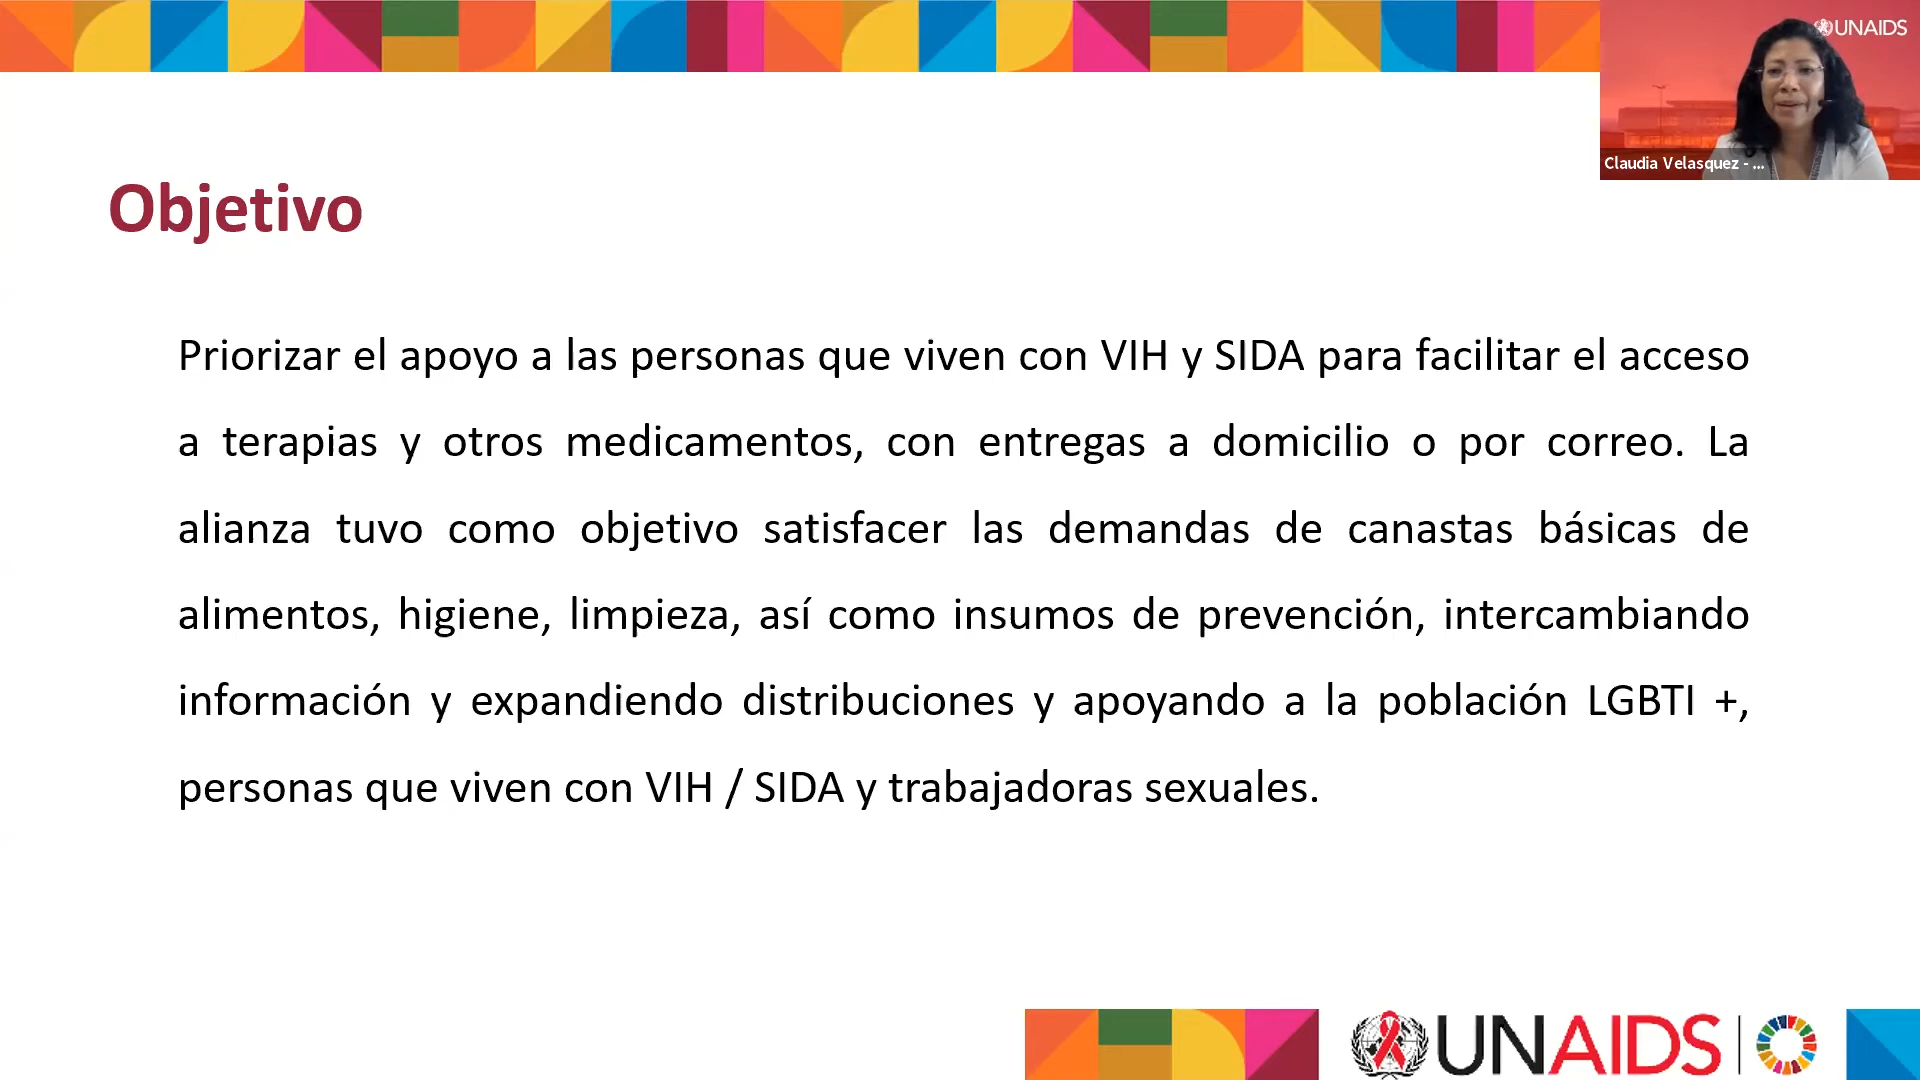 UNAIDS
Claudia Velasquez - ...
Objetivo
Priorizar el apoyo a las personas que viven con VIH y SIDA para facilitar el acceso
a terapias y otros medicamentos, con entregas a domicilio o por correo. La
alianza tuvo como objetivo satisfacer las demandas de canastas básicas de
alimentos, higiene, limpieza, así como insumos de prevención, intercambiando
información y expandiendo distribuciones y apoyando a la población LGBTI +,
personas que viven con VIH / SIDA y trabajadoras sexuales.
UNAIDS